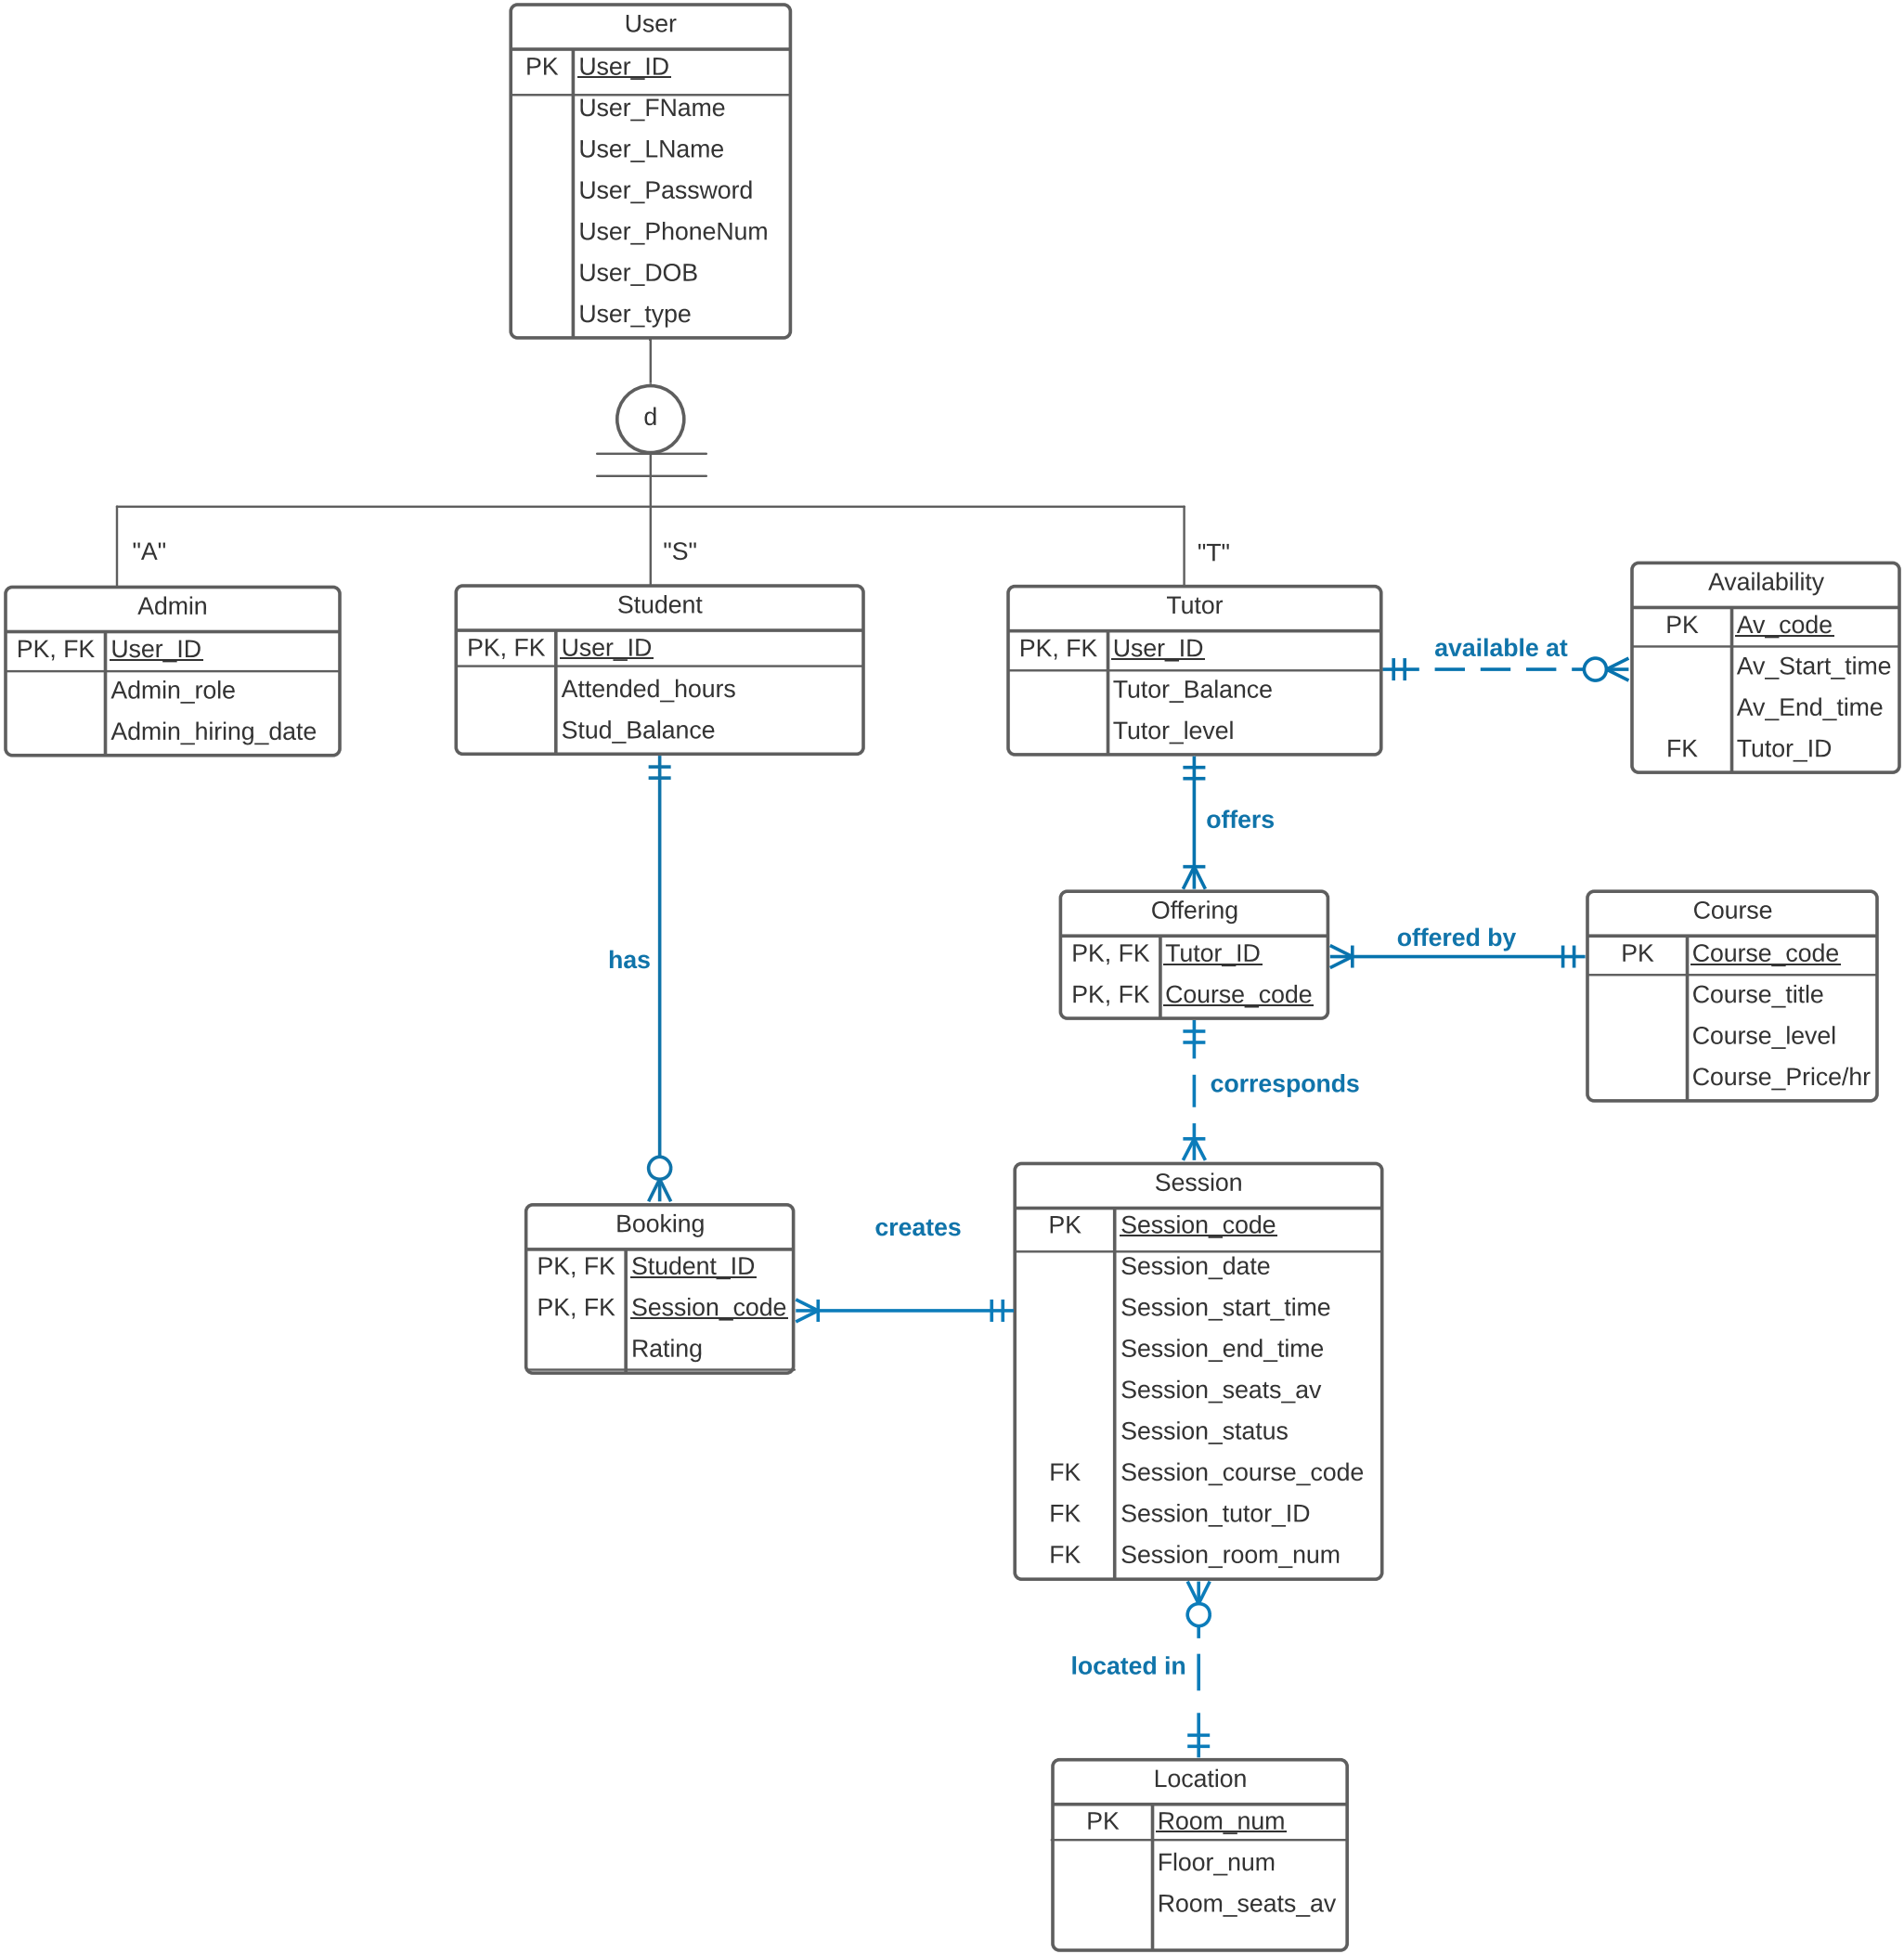 User
PK User_ID
User_FName
User_LName
User_Password
User_PhoneNum
User_DOB
User_type
d
"A"
"S"
"T"
Admin
PK, FK User_ID
Admin_role
Admin_hiring_date
Student
PK, FK User_ID
Attended_hours
Stud_Balance
Tutor
PK, FK User_ID
Tutor_Balance
Tutor_level
available at
Availability
PK Av_code
Av_Start_time
Av_End_time
FK Tutor_ID
offers
has
Offering
PK, FK Tutor_ID
PK, FK Course_code
offered by
Course
PK Course_code
Course_title
Course_level
Course_Price/hr
corresponds
Booking
PK, FK Student_ID
PK, FK Session_code
Rating
creates
Session
PK Session_code
Session_date
Session_start_time
Session_end_time
Session_seats_av
Session_status
FK Session_course_code
FK Session_tutor_ID
FK Session_room_num
located in
Location
PK Room_num
Floor_num
Room_seats_av